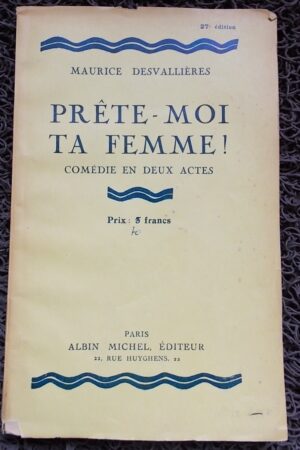 27e édition
MAURICE DESVALLIÈRES
PRÊTE-MOI
TA FEMME!
COMÉDIE EN DEUX ACTES
Prix : 5 francs
PARIS
ALBIN MICHEL, ÉDITEUR
22, RUE HUYGHENS, 22